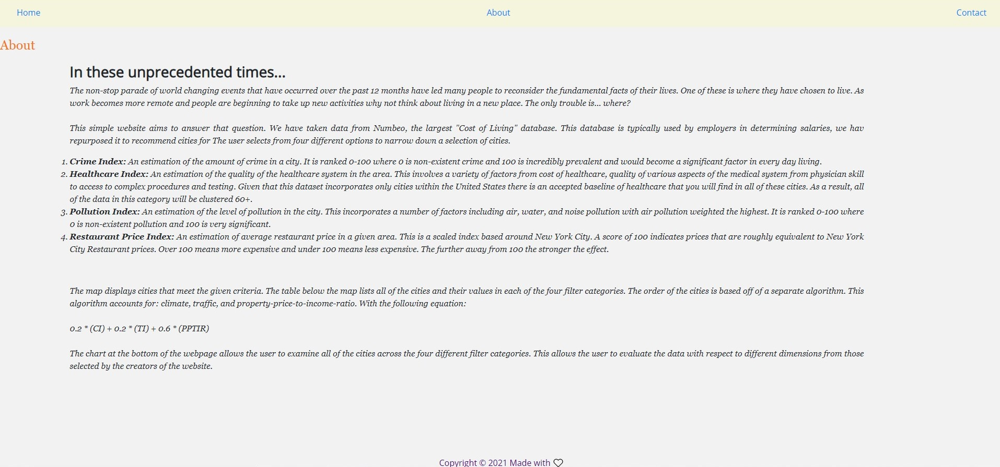 Home About Contact
About
In these unprecedented times...
The non-stop parade of world changing events that have occurred over the past 12 months have led many people to reconsider the fundamental facts of their lives. One of these is where they have chosen to live. As
work becomes more remote and people are beginning to take up new activities why not think about living in a new place. The only trouble is... where?
This simple website aims to answer that question. We have taken data from Numbeo, the largest "Cost of Living" database. This database is typically used by employers in determining salaries, we hav
repurposed it to recommend cities for The user selects from four different options to narrow down a selection of cities.
1. Crime Index: An estimation of the amount of crime in a city. It is ranked 0-100 where 0 is non-existent crime and 100 is incredibly prevalent and would become a significant factor in every day living.
2. Healthcare Index: An estimation of the quality of the healthcare system in the area. This involves a variety of factors from cost of healthcare, quality of various aspects of the medical system from physician skill
to access to complex procedures and testing. Given that this dataset incorporates only cities within the United States there is an accepted baseline of healthcare that you will find in all of these cities. As a result, all
of the data in this category will be clustered 60+.
3. Pollution Index: An estimation of the level of pollution in the city. This incorporates a number of factors including air, water, and noise pollution with air pollution weighted the highest. It is ranked 0-100 where
0 is non-existent pollution and 100 is very significant.
4. Restaurant Price Index: An estimation of average restaurant price in a given area. This is a scaled index based around New York City. A score of 100 indicates prices that are roughly equivalent to New York
City Restaurant prices. Over 100 means more expensive and under 100 means less expensive. The further away from 100 the stronger the effect.
The map displays cities that meet the given criteria. The table below the map lists all of the cities and their values in each of the four filter categories. The order of the cities is based off of a separate algorithm. This
algorithm accounts for: climate, traffic, and property-price-to-income-ratio. With the following equation:
0.2 * (CI) + 0.2 * (TI) + 0.6 * (PPTIR)
The chart at the bottom of the webpage allows the user to examine all of the cities across the four different filter categories. This allows the user to evaluate the data with respect to different dimensions from those
selected by the creators of the website.
Copyright © 2021 Made with ♡